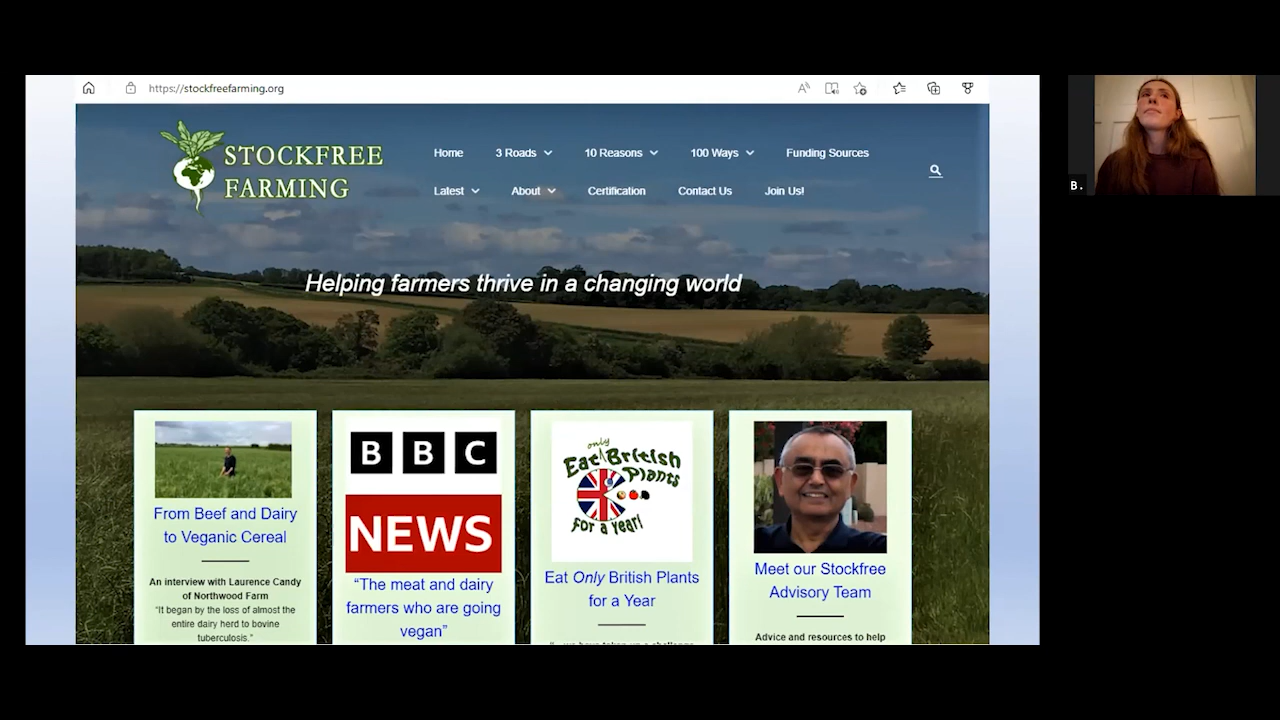 https://stockfreefarming.org
STOCKFREE
FARMING
Home
3 Roads
10 Reasons
100 Ways
Funding Sources
Latest
About
Certification
Contact Us
Join Us!
Helping farmers thrive in a changing world
From Beef and Dairy
to Veganic Cereal
An interview with Laurence Candy
of Northwood Farm
"It began by the loss of almost the
entire dairy herd to bovine
tuberculosis."
BBC
NEWS
“The meat and dairy
farmers who are going
vegan”
only
Eat British
Plants
for a year!
Eat Only British Plants
for a Year
Meet our Stockfree
Advisory Team
Advice and resources to help
B.